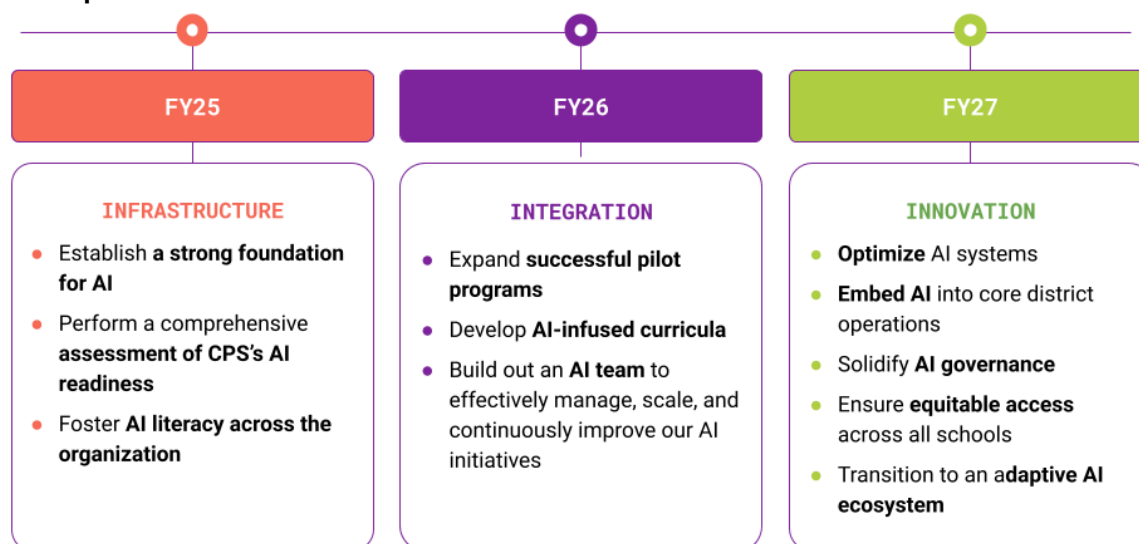 FY25
INFRASTRUCTURE
Establish a strong foundation
for AI
Perform a comprehensive
assessment of CPS's AI
readiness
Foster AI literacy across the
organization
FY26
INTEGRATION
Expand successful pilot
programs
Develop AI-infused curricula
Build out an AI team to
effectively manage, scale, and
continuously improve our AI
initiatives
FY27
INNOVATION
Optimize AI systems
Embed AI into core district
operations
Solidify AI governance
Ensure equitable access
across all schools
Transition to an adaptive AI
ecosystem